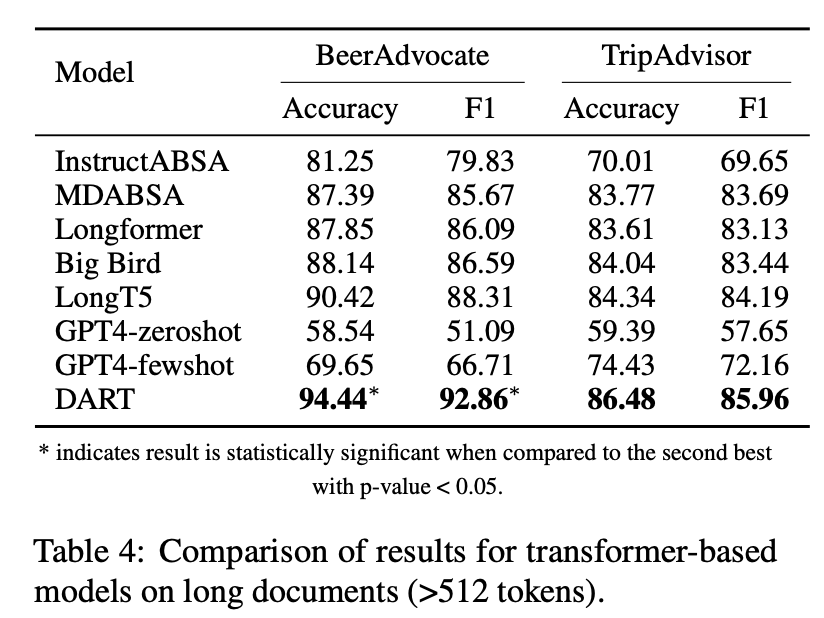 Model BeerAdvocate TripAdvisor
Accuracy F1 Accuracy F1
InstructABSA 81.25 79.83 70.01 69.65
MDABSA 87.39 85.67 83.77 83.69
Longformer 87.85 86.09 83.61 83.13
Big Bird 88.14 86.59 84.04 83.44
LongT5 90.42 88.31 84.34 84.19
GPT4-zeroshot 58.54 51.09 59.39 57.65
GPT4-fewshot 69.65 66.71 74.43 72.16
DART 94.44* 92.86* 86.48 85.96
* indicates result is statistically significant when compared to the second best
with p-value < 0.05.
Table 4: Comparison of results for transformer-based
models on long documents (>512 tokens).